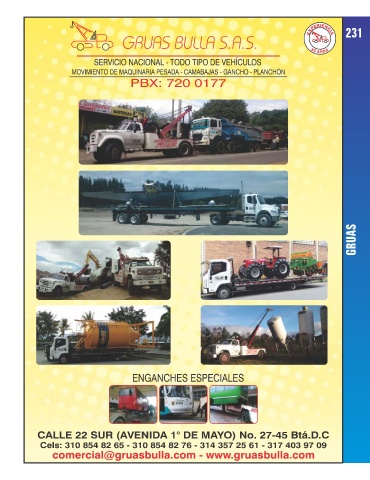 GRUAS BULLA S.A.S.
SERVICIO NACIONAL - TODO TIPO DE VEHÍCULOS
MOVIMIENTO DE MAQUINARIA PESADA - CAMABAJAS - GANCHO - PLANCHÓN
PBX: 720 0177
231
GRUAS
ENGANCHES ESPECIALES
CALLE 22 SUR (AVENIDA 1° DE MAYO) No. 27-45 Btá.D.C
Cels: 310 854 82 65 - 310 854 82 76 - 314 357 25 61 - 317 403 97 09
comercial@gruasbulla.com - www.gruasbulla.com